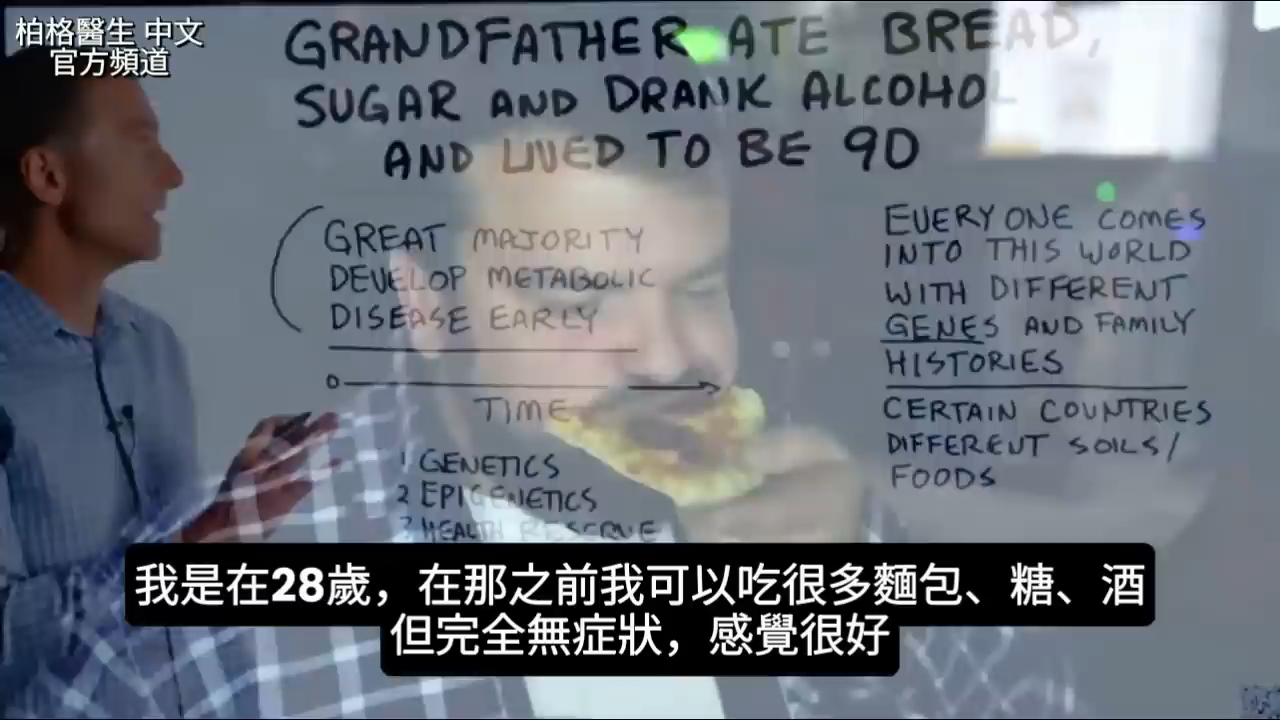 柏格醫生 中文
官方頻道
GRANDFATHER ATE BREAD,
SUGAR AND DRANK ALCOHOL
AND LIVED TO BE 90
GREAT MAJORITY
DEVELOP METABOLIC
DISEASE EARLY
0
TIME
1 GENETICS
2 EPIGENETICS
3 HEALTH RESERVE
EVERYONE COMES
INTO THIS WORLD
WITH DIFFERENT
GENES AND FAMILY
HISTORIES
CERTAIN COUNTRIES
DIFFERENT SOILS/
FOODS
我是在28歲，在那之前我可以吃很多麵包、糖、酒
但完全無症狀，感覺很好